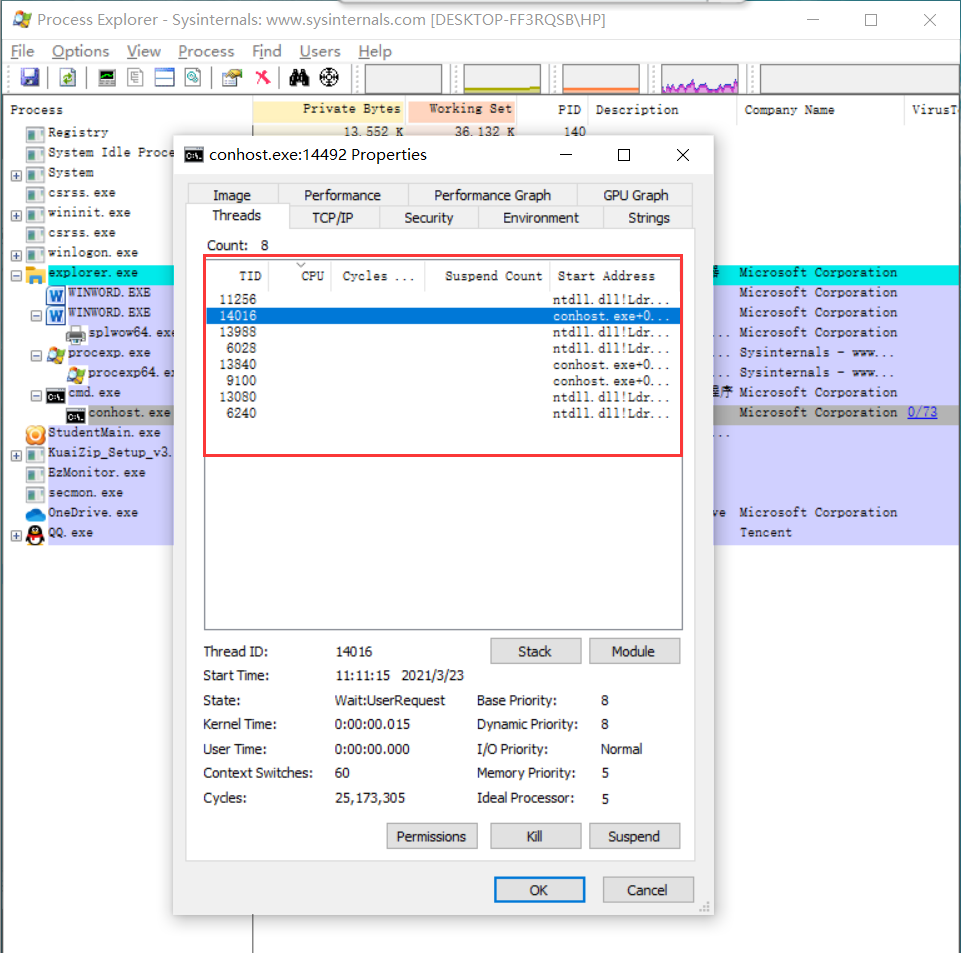 Process Explorer - Sysinternals: www.sysinternals.com [DESKTOP-FF3RQSB\HP]
File Options View Process Find Users Help
Process Private Bytes Working Set PID Description Company Name VirusT
Registry 13,552 K 36,132 K 140
System Idle Proce
System
csrss.exe
wininit.exe
csrss.exe
winlogon.exe
explorer.exe Microsoft Corporation
WINWORD.EXE Microsoft Corporation
WINWORD.EXE Microsoft Corporation
splwow64.exe ... Microsoft Corporation
procexp.exe ... Sysinternals - www...
procexp64.e ... Sysinternals - www...
cmd.exe 程序 Microsoft Corporation
conhost.exe Microsoft Corporation 0/73
StudentMain.exe ...
KuaiZip_Setup_v3.
EzMonitor.exe
secmon.exe
OneDrive.exe ve Microsoft Corporation
QQ.exe Tencent
conhost.exe:14492 Properties
Image Performance Performance Graph GPU Graph
Threads TCP/IP Security Environment Strings
Count: 8
TID CPU Cycles ... Suspend Count Start Address
11256 ntdll.dll!Ldr...
14016 conhost.exe+0...
13988 ntdll.dll!Ldr...
6028 ntdll.dll!Ldr...
13840 conhost.exe+0...
9100 conhost.exe+0...
13080 ntdll.dll!Ldr...
6240 ntdll.dll!Ldr...
Thread ID: 14016 Stack Module
Start Time: 11:11:15 2021/3/23
State: Wait:UserRequest Base Priority: 8
Kernel Time: 0:00:00.015 Dynamic Priority: 8
User Time: 0:00:00.000 I/O Priority: Normal
Context Switches: 60 Memory Priority: 5
Cycles: 25,173,305 Ideal Processor: 5
Permissions Kill Suspend
OK Cancel